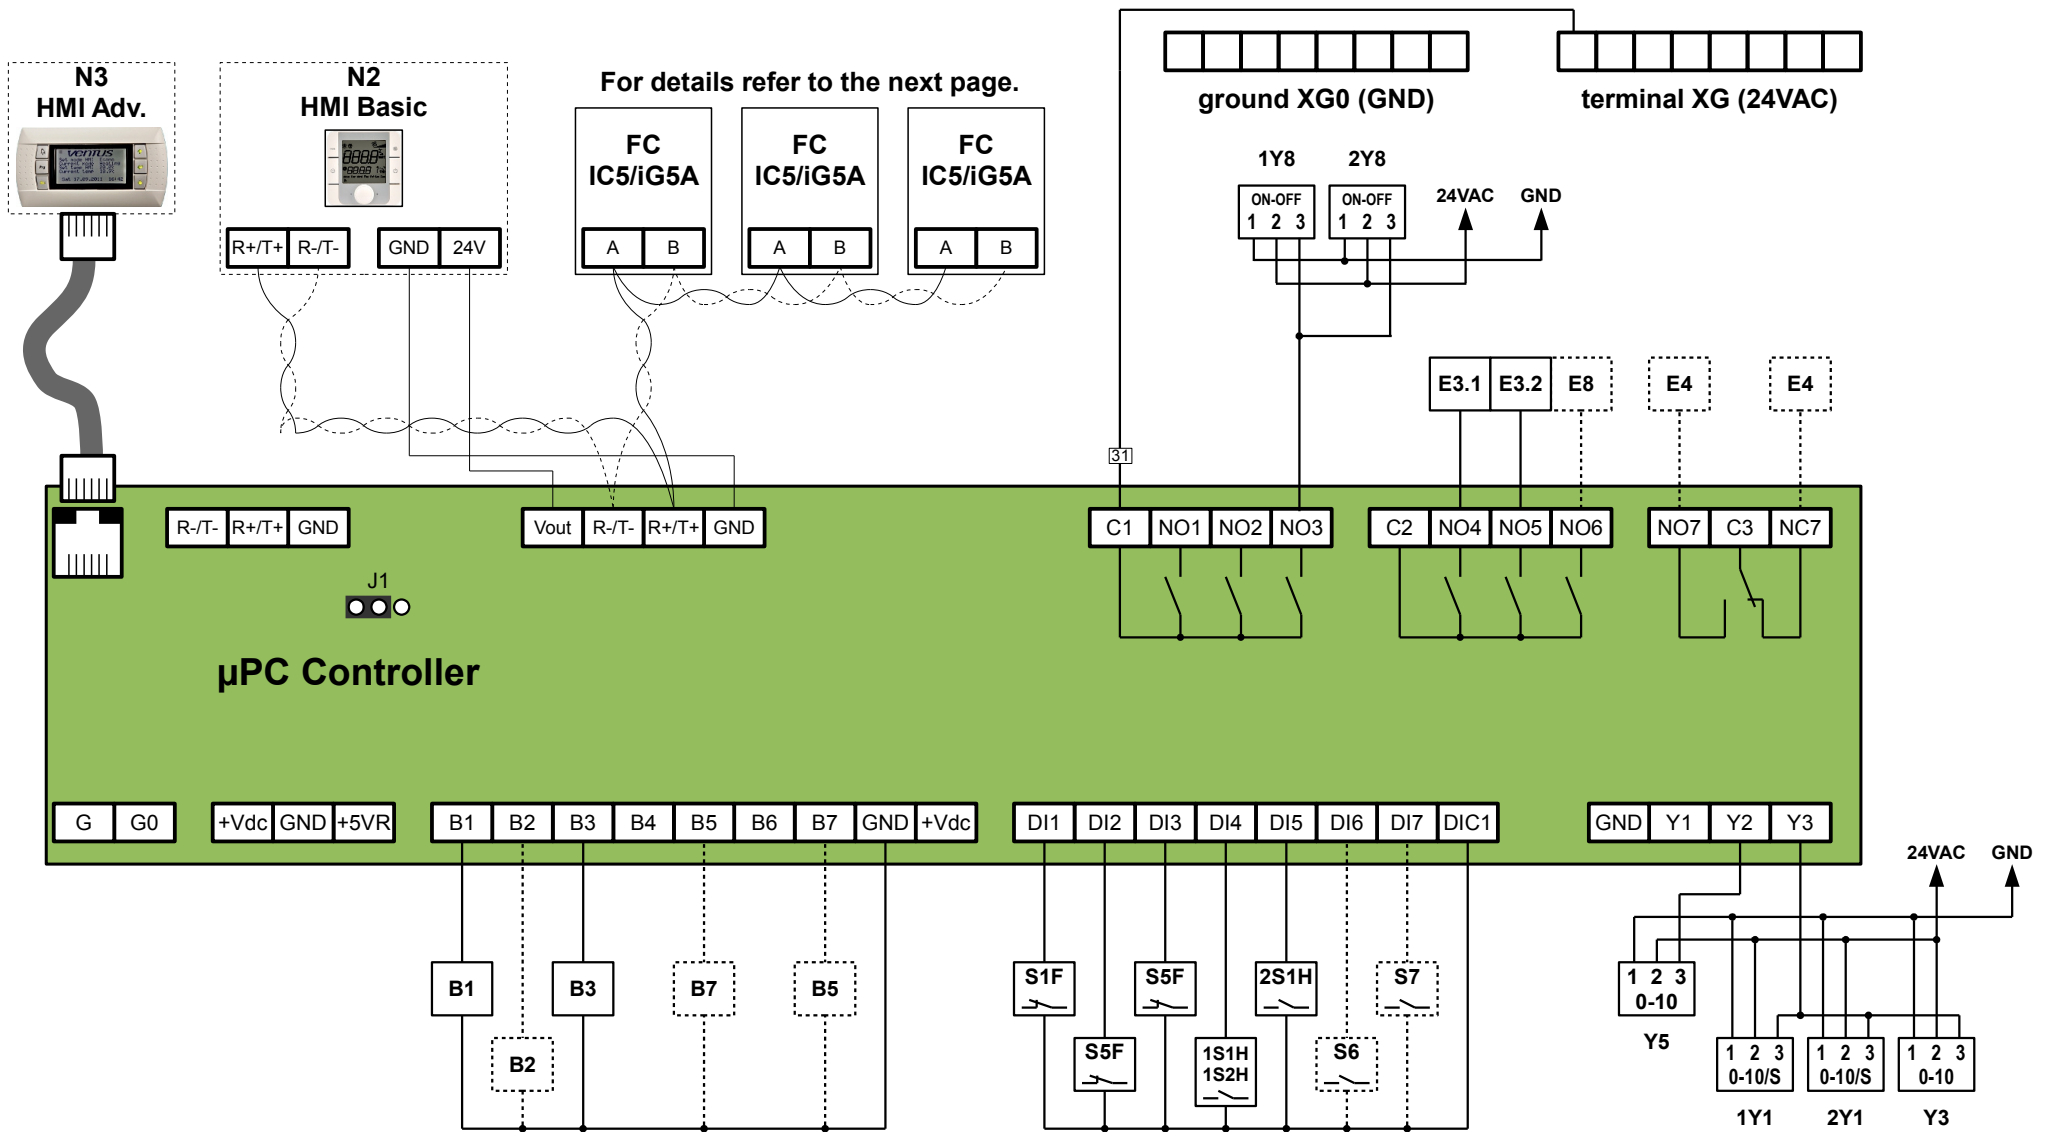 N3
HMI Adv.
VENTUS
N2
HMI Basic
R+/T+ R-/T- GND 24V
For details refer to the next page.
FC
IC5/iG5A
A B
FC
IC5/iG5A
A B
FC
IC5/iG5A
A B
ground XG0 (GND)
terminal XG (24VAC)
1Y8 2Y8
ON-OFF
1 2 3
ON-OFF
1 2 3
24VAC GND
E3.1 E3.2 E8 E4 E4
31
R-/T- R+/T+ GND
Vout R-/T- R+/T+ GND
C1 NO1 NO2 NO3
C2 NO4 NO5 NO6
NO7 C3 NC7
J1
µPC Controller
G G0
+Vdc GND +5VR
B1 B2 B3 B4 B5 B6 B7 GND +Vdc
DI1 DI2 DI3 DI4 DI5 DI6 DI7 DIC1
GND Y1 Y2 Y3
24VAC GND
B1 B3 B7 B5
B2
S1F S5F 2S1H S7
S5F
1S1H
1S2H
S6
1 2 3
0-10
Y5
1 2 3
0-10/S
1Y1
1 2 3
0-10/S
2Y1
1 2 3
0-10
Y3